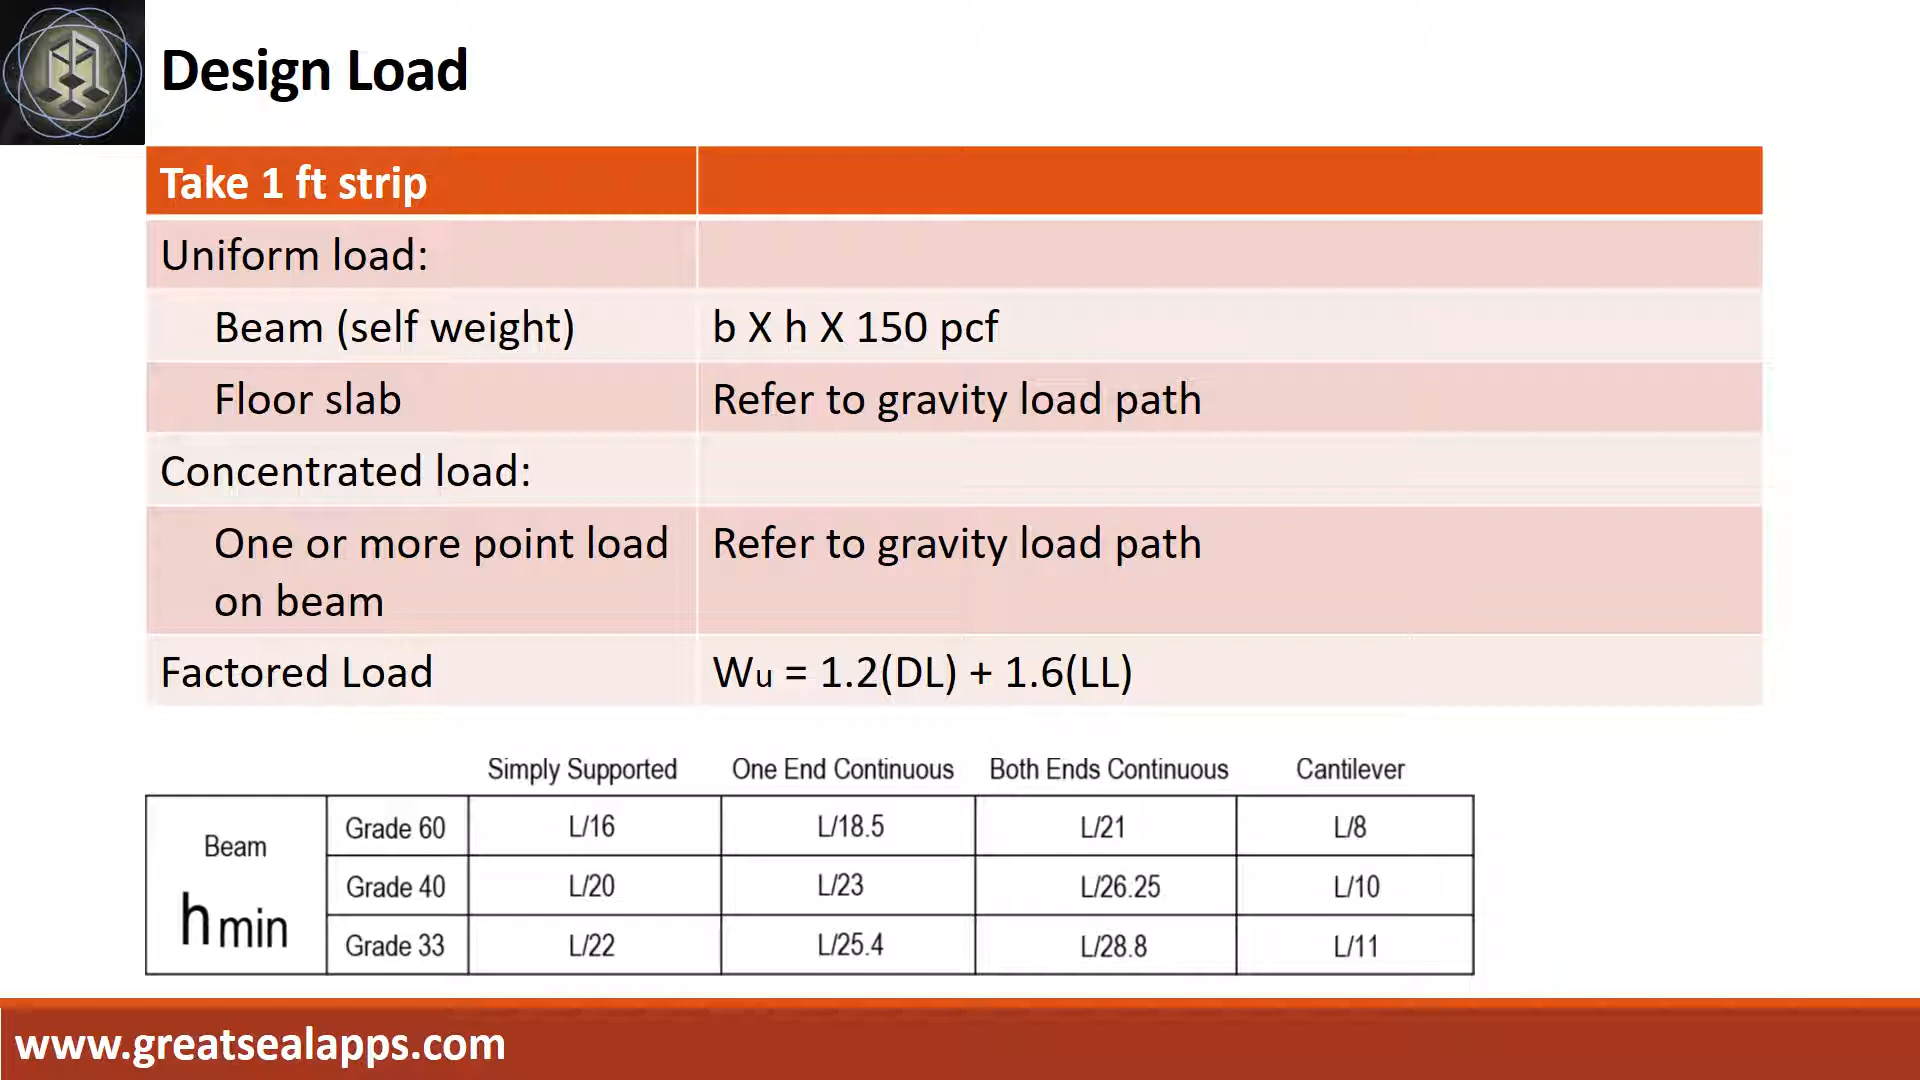 Design Load
Take 1 ft strip
Uniform load:
Beam (self weight) b X h X 150 pcf
Floor slab Refer to gravity load path
Concentrated load:
One or more point load Refer to gravity load path
on beam
Factored Load Wu = 1.2(DL) + 1.6(LL)
Simply Supported One End Continuous Both Ends Continuous Cantilever
Beam
h min
Grade 60 L/16 L/18.5 L/21 L/8
Grade 40 L/20 L/23 L/26.25 L/10
Grade 33 L/22 L/25.4 L/28.8 L/11
www.greatsealapps.com